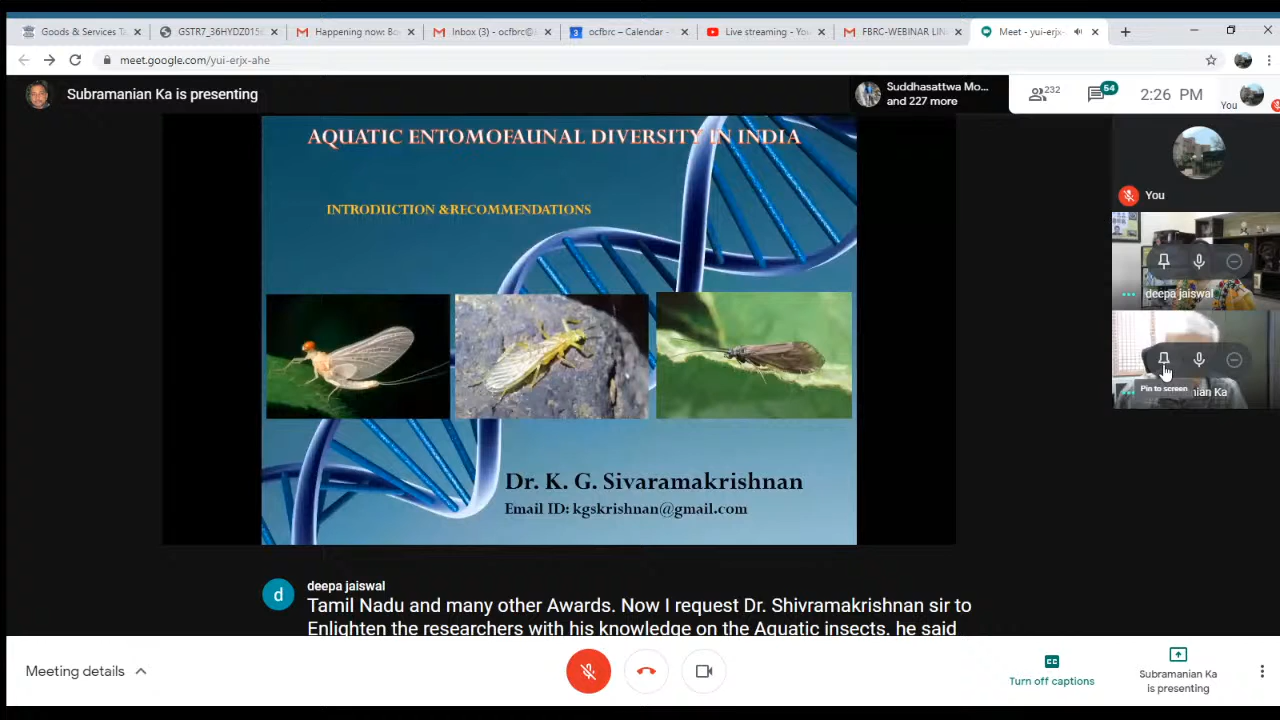 Goods & Services T
GSTR7_36HYDZ015
Happening now: Bo
Inbox (3) - ocfbrc@
ocfbrc – Calendar -
Live streaming - You
FBRC-WEBINAR LIN
Meet - yui-erjx-
meet.google.com/yui-erjx-ahe
Subramanian Ka is presenting
Suddhasattwa Mo...
and 227 more
232
54
2:26 PM
You
AQUATIC ENTOMOFAUNAL DIVERSITY IN INDIA
INTRODUCTION &RECOMMENDATIONS
You
deepa jaiswal
Pin to screen
nian Ka
Dr. K. G. Sivaramakrishnan
Email ID: kgskrishnan@gmail.com
d
deepa jaiswal
Tamil Nadu and many other Awards. Now I request Dr. Shivramakrishnan sir to
Enlighten the researchers with his knowledge on the Aquatic insects. he said
Meeting details
CC
Turn off captions
Subramanian Ka
is presenting